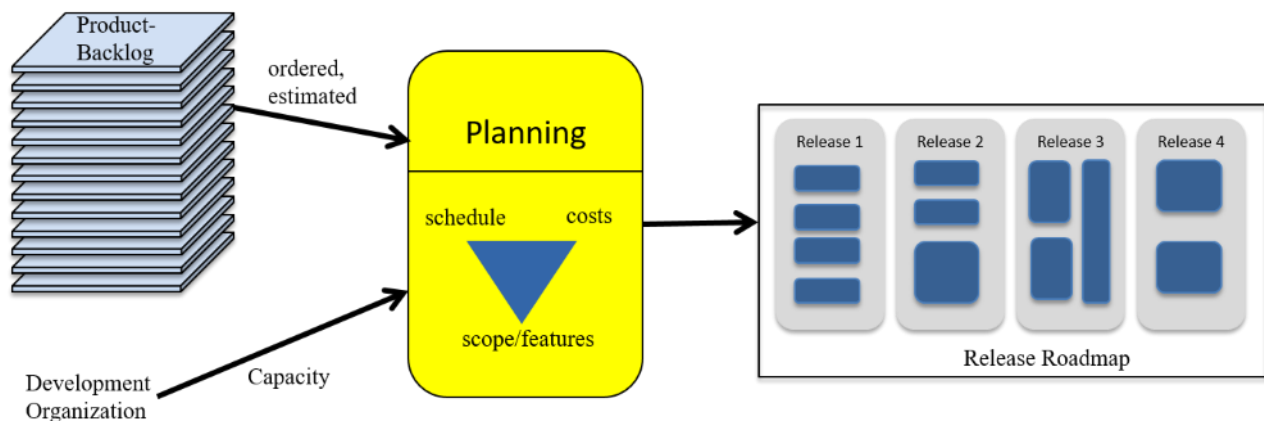 Product-
Backlog
ordered,
estimated
Planning
schedule
costs
scope/features
Development
Organization
Capacity
Release 1
Release 2
Release 3
Release 4
Release Roadmap